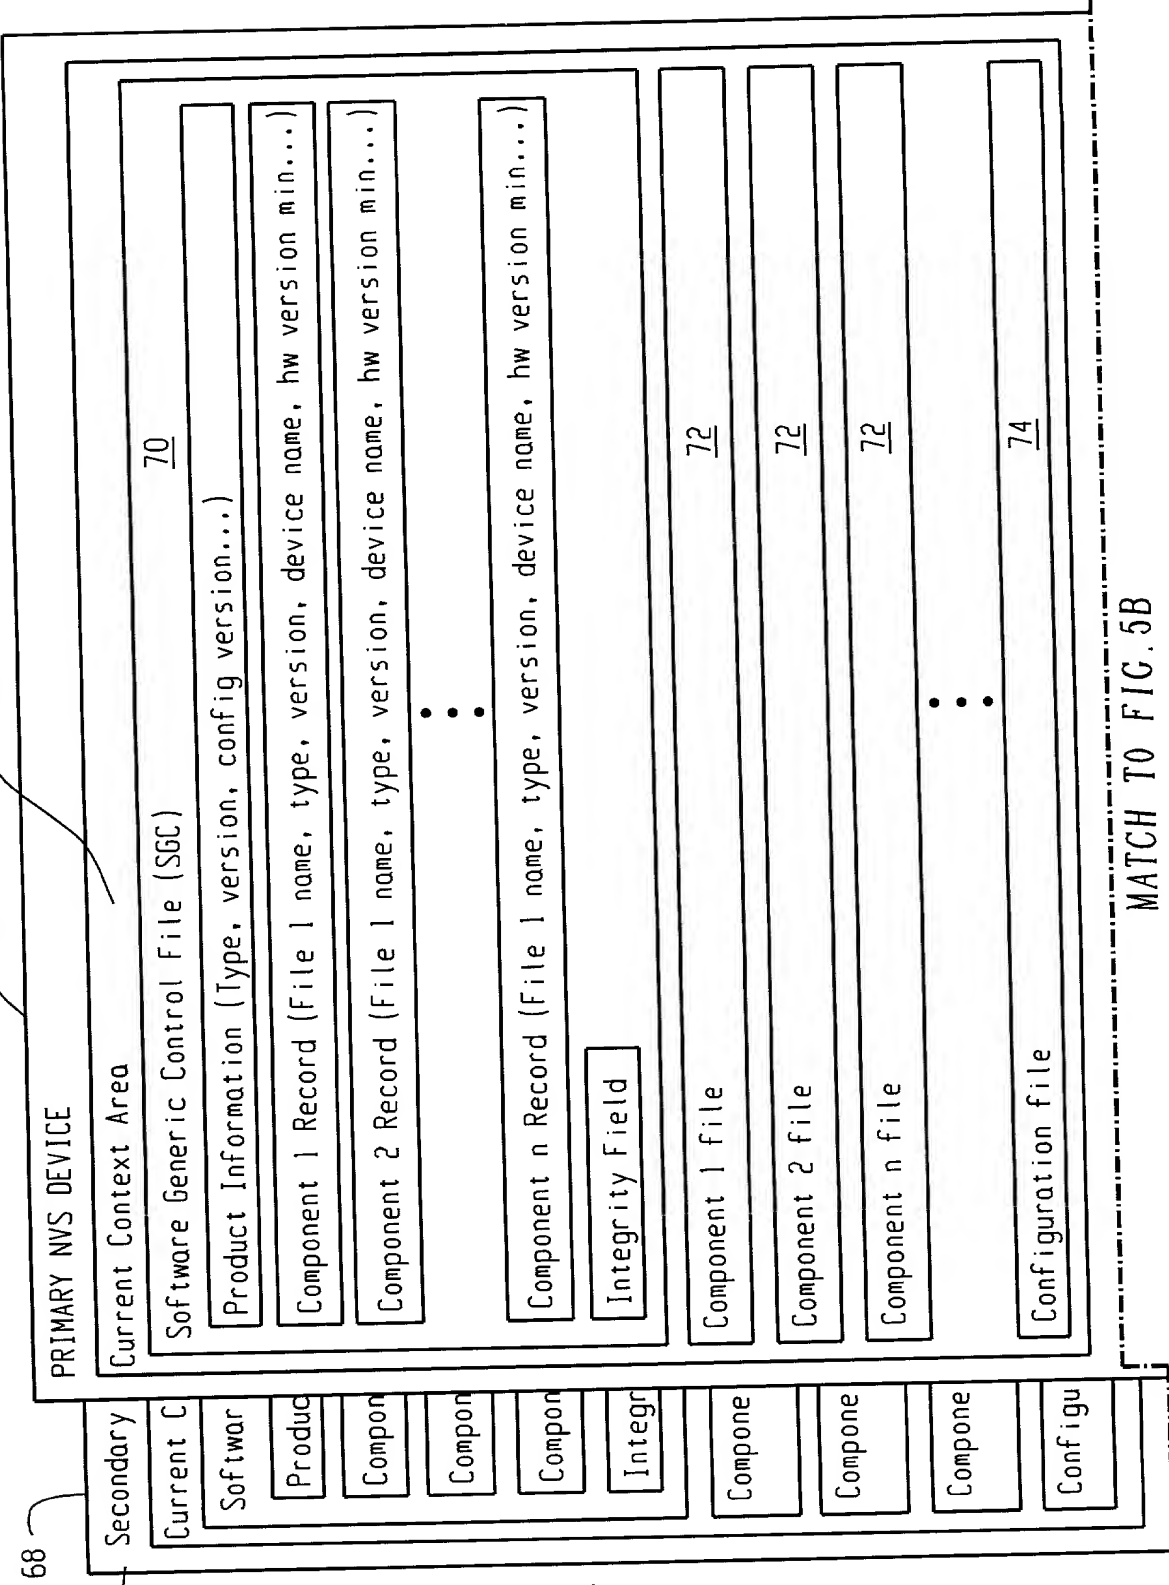 68
Secondary
Current C
Softwar
Produc
Compon
Compon
Compon
Integr
Compone
Compone
Compone
Configu
PRIMARY NVS DEVICE
Current Context Area
Software Generic Control File (SGC)
70
Product Information (Type, version, config version...)
Component 1 Record (File 1 name, type, version, device name, hw version min...)
Component 2 Record (File 1 name, type, version, device name, hw version min...)
Component n Record (File 1 name, type, version, device name, hw version min...)
Integrity Field
Component 1 file
72
Component 2 file
72
Component n file
72
Configuration file
74
MATCH TO FIG.5B